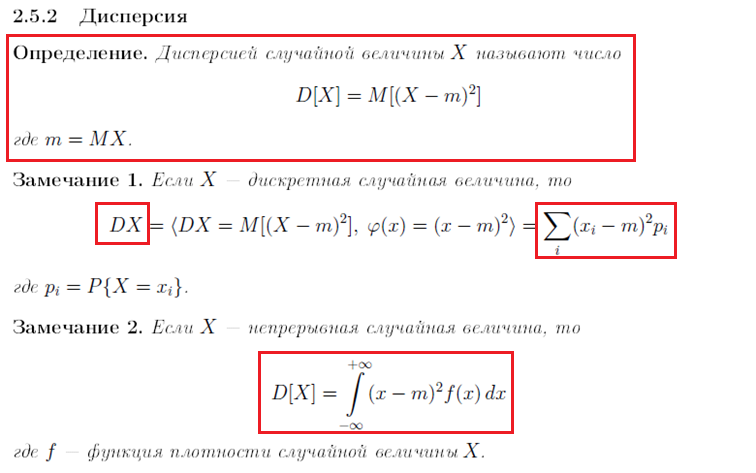 2.5.2 Дисперсия
Определение. Дисперсией случайной величины X называют число
D[X] = M[(X − m)²]
где m = MX.
Замечание 1. Если X — дискретная случайная величина, то
DX = ⟨DX = M[(X − m)²], φ(x) = (x − m)²⟩ = ∑ᵢ(xᵢ − m)²pᵢ
где pᵢ = P{X = xᵢ}.
Замечание 2. Если X — непрерывная случайная величина, то
D[X] = ∫₋∞⁺∞ (x − m)²f(x) dx
где f — функция плотности случайной величины X.